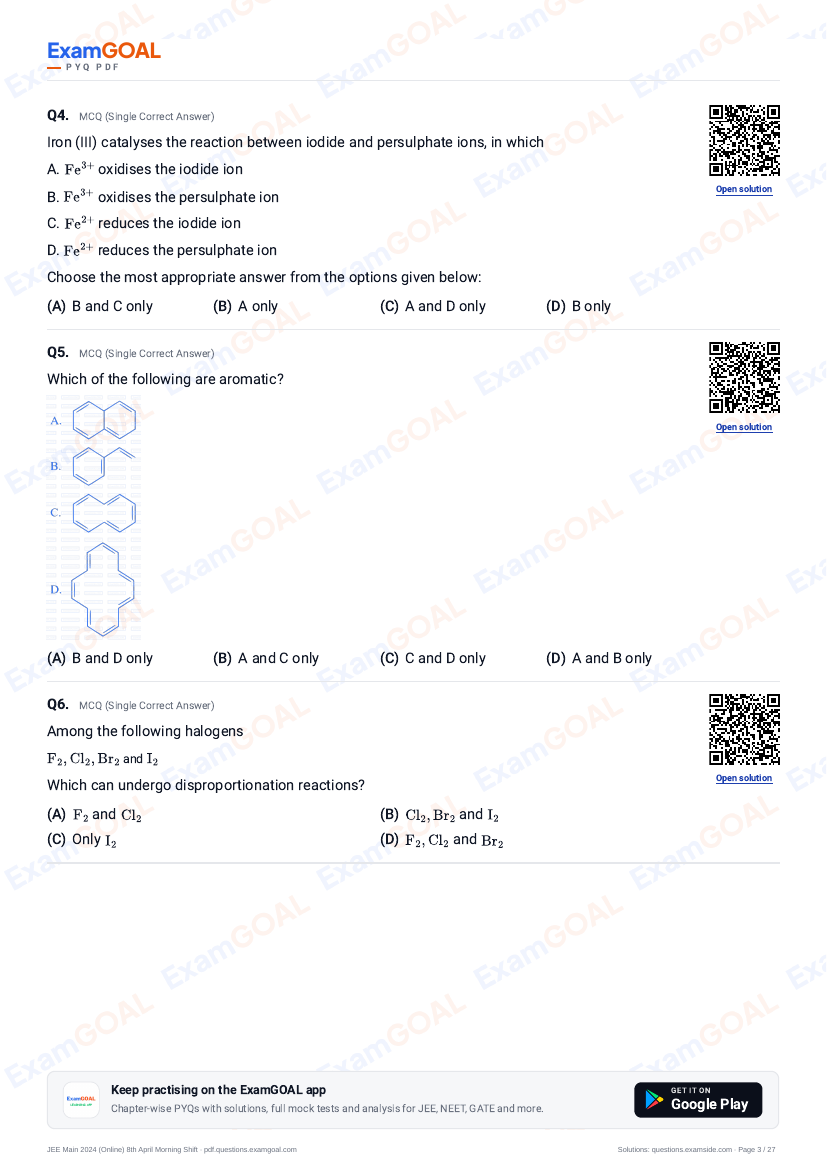 ExamGOAL
PYQ PDF
Q4. MCQ (Single Correct Answer)
Iron (III) catalyses the reaction between iodide and persulphate ions, in which
A. Fe³⁺ oxidises the iodide ion
B. Fe³⁺ oxidises the persulphate ion
C. Fe²⁺ reduces the iodide ion
D. Fe²⁺ reduces the persulphate ion
Choose the most appropriate answer from the options given below:
(A) B and C only (B) A only (C) A and D only (D) B only
Open solution
Q5. MCQ (Single Correct Answer)
Which of the following are aromatic?
A.
B.
C.
D.
(A) B and D only (B) A and C only (C) C and D only (D) A and B only
Open solution
Q6. MCQ (Single Correct Answer)
Among the following halogens
F₂, Cl₂, Br₂ and I₂
Which can undergo disproportionation reactions?
(A) F₂ and Cl₂ (B) Cl₂, Br₂ and I₂
(C) Only I₂ (D) F₂, Cl₂ and Br₂
Open solution
ExamGOAL
Keep practising on the ExamGOAL app
Chapter-wise PYQs with solutions, full mock tests and analysis for JEE, NEET, GATE and more.
GET IT ON
Google Play
JEE Main 2024 (Online) 8th April Morning Shift · pdf.questions.examgoal.com
Solutions: questions.examside.com · Page 3 / 27